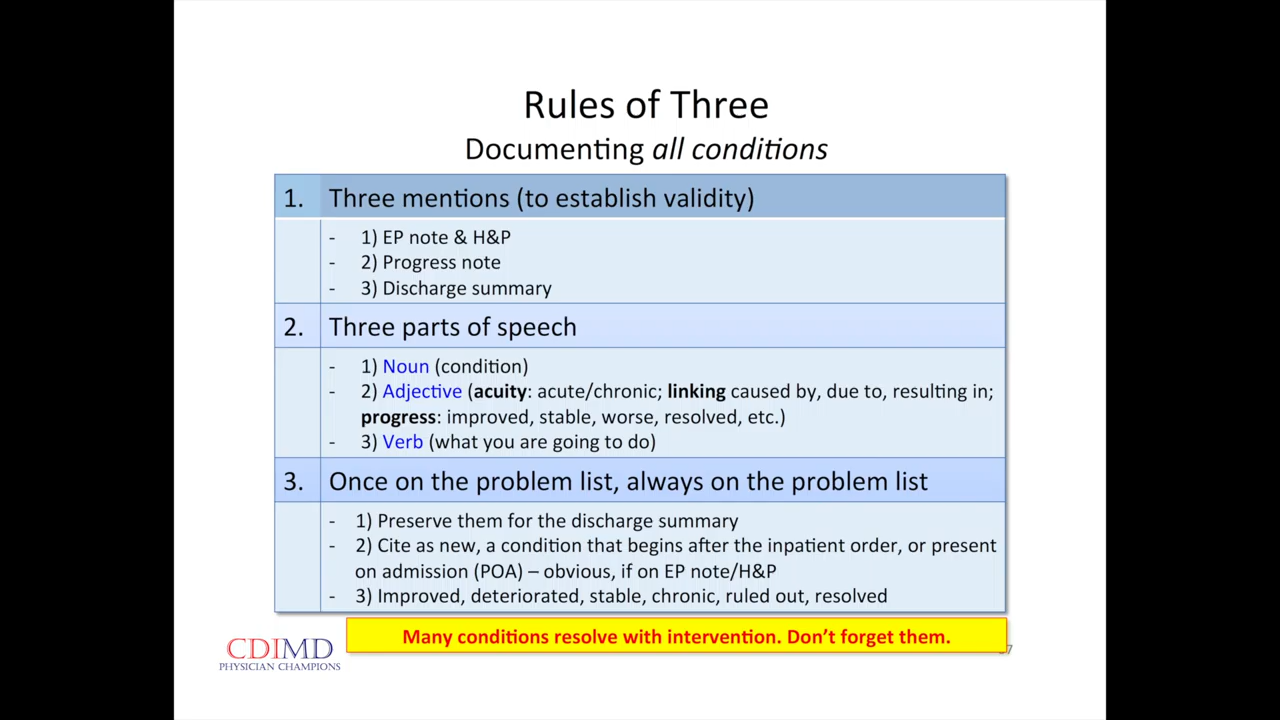 Rules of Three
Documenting all conditions
1. Three mentions (to establish validity)
- 1) EP note & H&P
- 2) Progress note
- 3) Discharge summary
2. Three parts of speech
- 1) Noun (condition)
- 2) Adjective (acuity: acute/chronic; linking caused by, due to, resulting in;
progress: improved, stable, worse, resolved, etc.)
- 3) Verb (what you are going to do)
3. Once on the problem list, always on the problem list
- 1) Preserve them for the discharge summary
- 2) Cite as new, a condition that begins after the inpatient order, or present
on admission (POA) – obvious, if on EP note/H&P
- 3) Improved, deteriorated, stable, chronic, ruled out, resolved
Many conditions resolve with intervention. Don't forget them.
CDIMD
PHYSICIAN CHAMPIONS